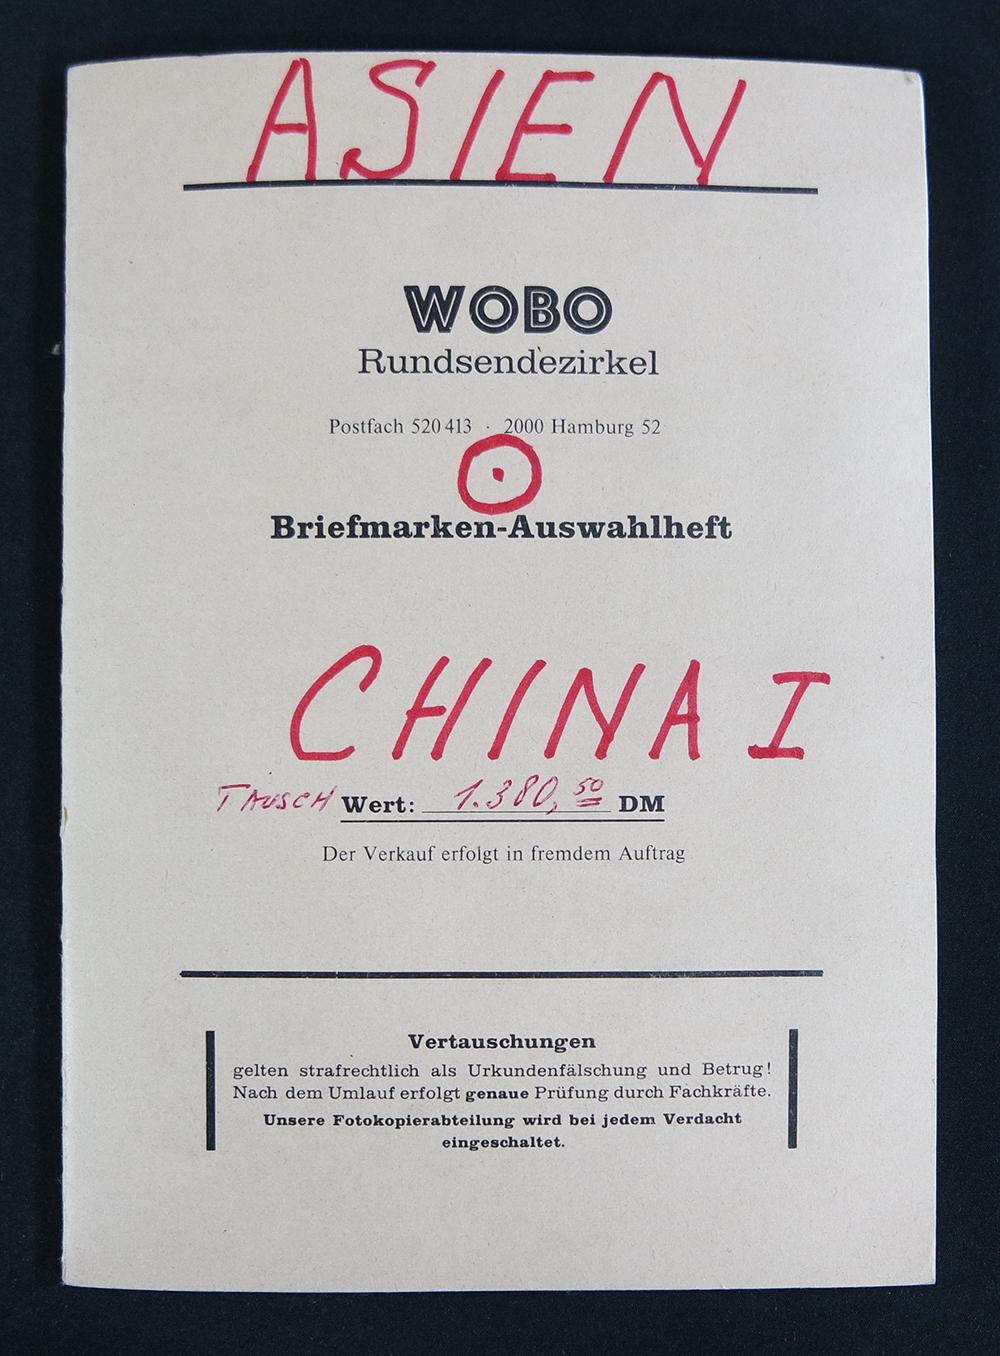 ASIEN
WOBO
Rundsendezirkel
Postfach 520413 · 2000 Hamburg 52
Briefmarken-Auswahlheft
CHINA I
TAUSCH Wert: 1.380,50 DM
Der Verkauf erfolgt in fremdem Auftrag
Vertauschungen
gelten strafrechtlich als Urkundenfälschung und Betrug!
Nach dem Umlauf erfolgt genaue Prüfung durch Fachkräfte.
Unsere Fotokopierabteilung wird bei jedem Verdacht
eingeschaltet.